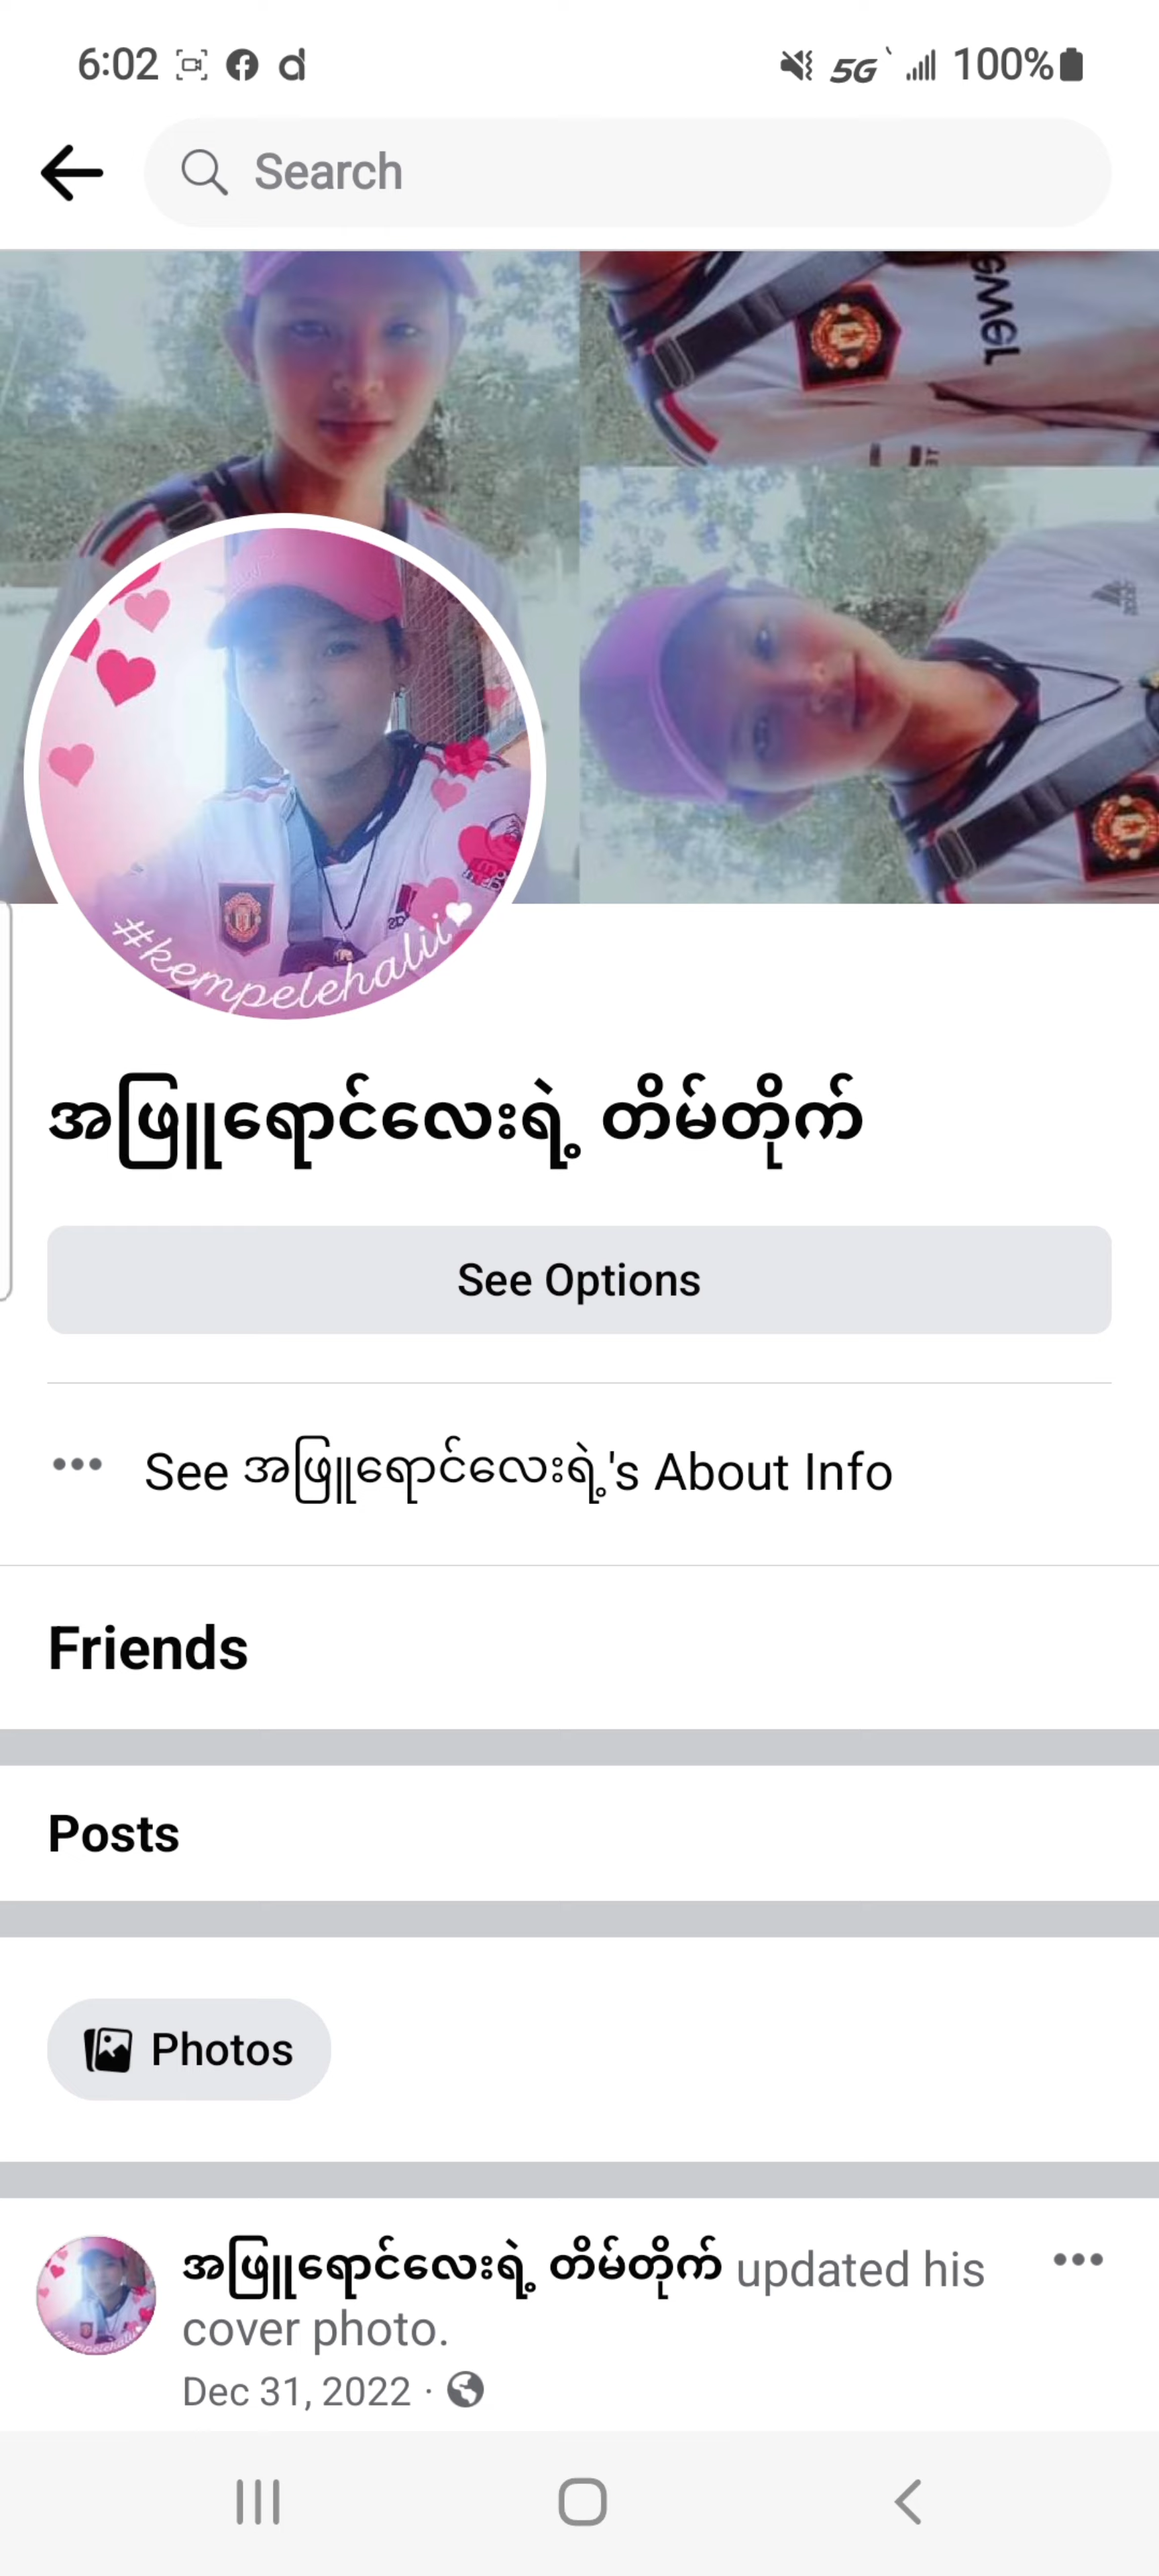 6:02
5G 100%
Search
TEWAMEL
#kempelehalii
အဖြူရောင်လေးရဲ့ တိမ်တိုက်
See Options
See အဖြူရောင်လေးရဲ့'s About Info
Friends
Posts
Photos
အဖြူရောင်လေးရဲ့ တိမ်တိုက် updated his
cover photo.
Dec 31, 2022